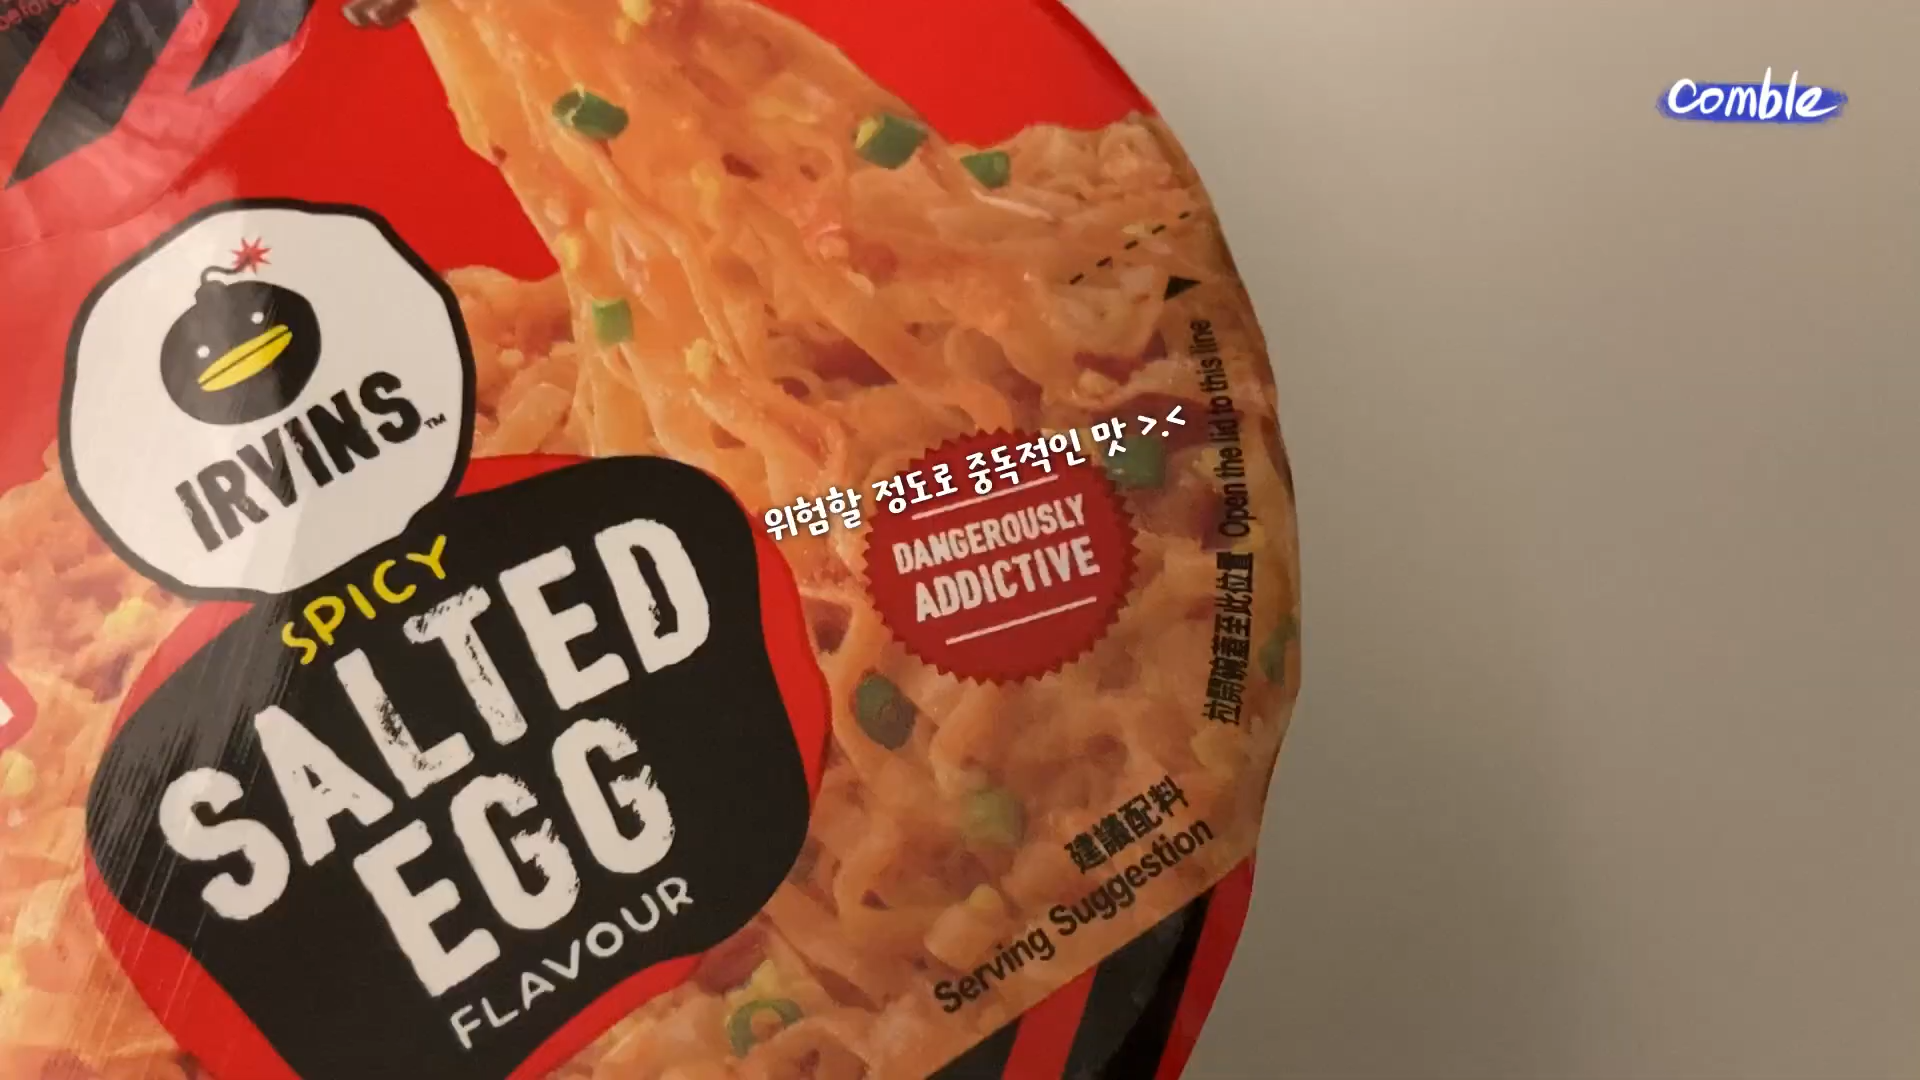 comble
IRVINS™
위험할 정도로 중독적인 맛 >.<
DANGEROUSLY
ADDICTIVE
SPICY
SALTED
EGG
FLAVOUR
拉開碗蓋至此位置 Open the lid to this line
建議配料
Serving Suggestion